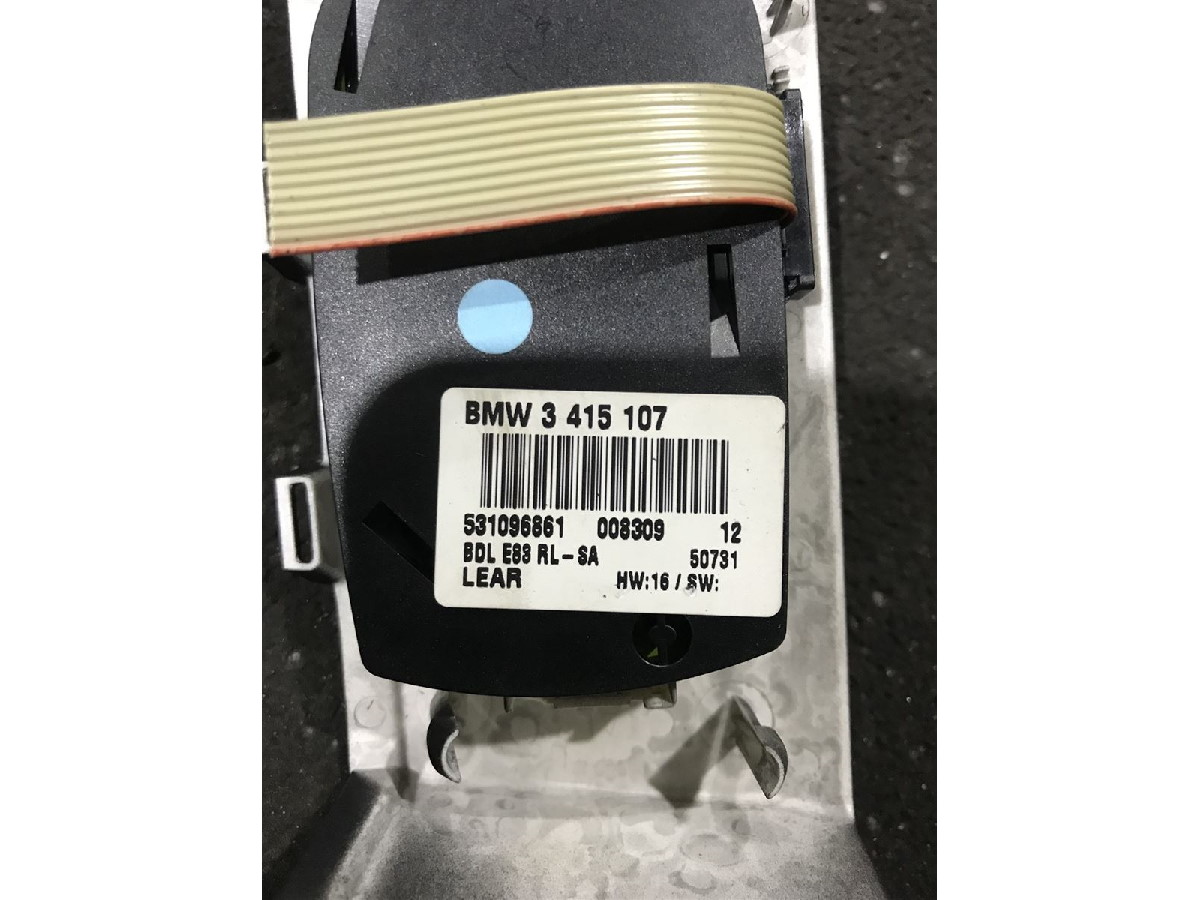 BMW 3 415 107
531096861 008309 12
BDL E83 RL-SA 50731
LEAR HW:16 / SW: